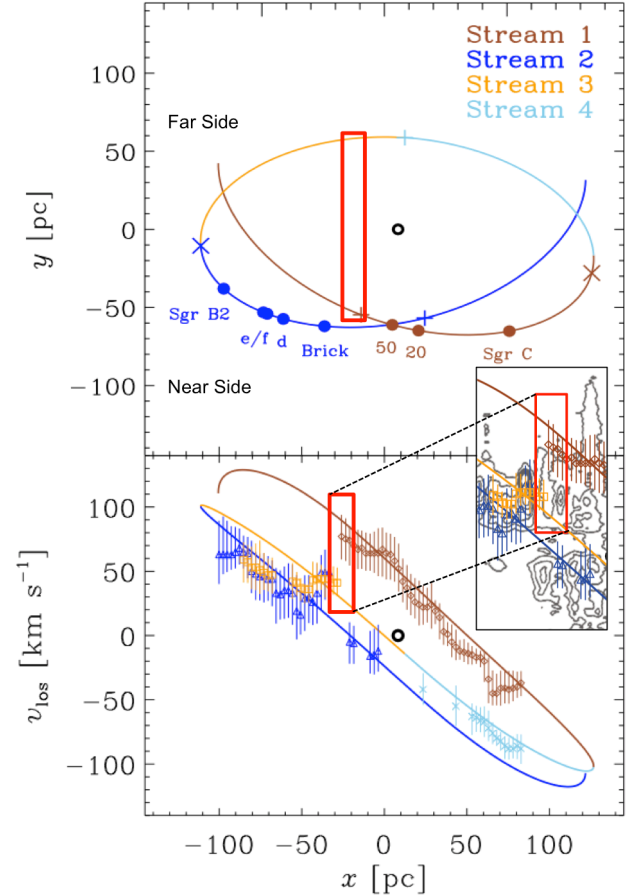 Stream 1
Stream 2
Stream 3
Stream 4
Far Side
100
50
0
−50
−100
y [pc]
Sgr B2
e/f d
Brick
50 20
Sgr C
Near Side
100
50
0
−50
−100
v_los [km s⁻¹]
−100 −50 0 50 100
x [pc]